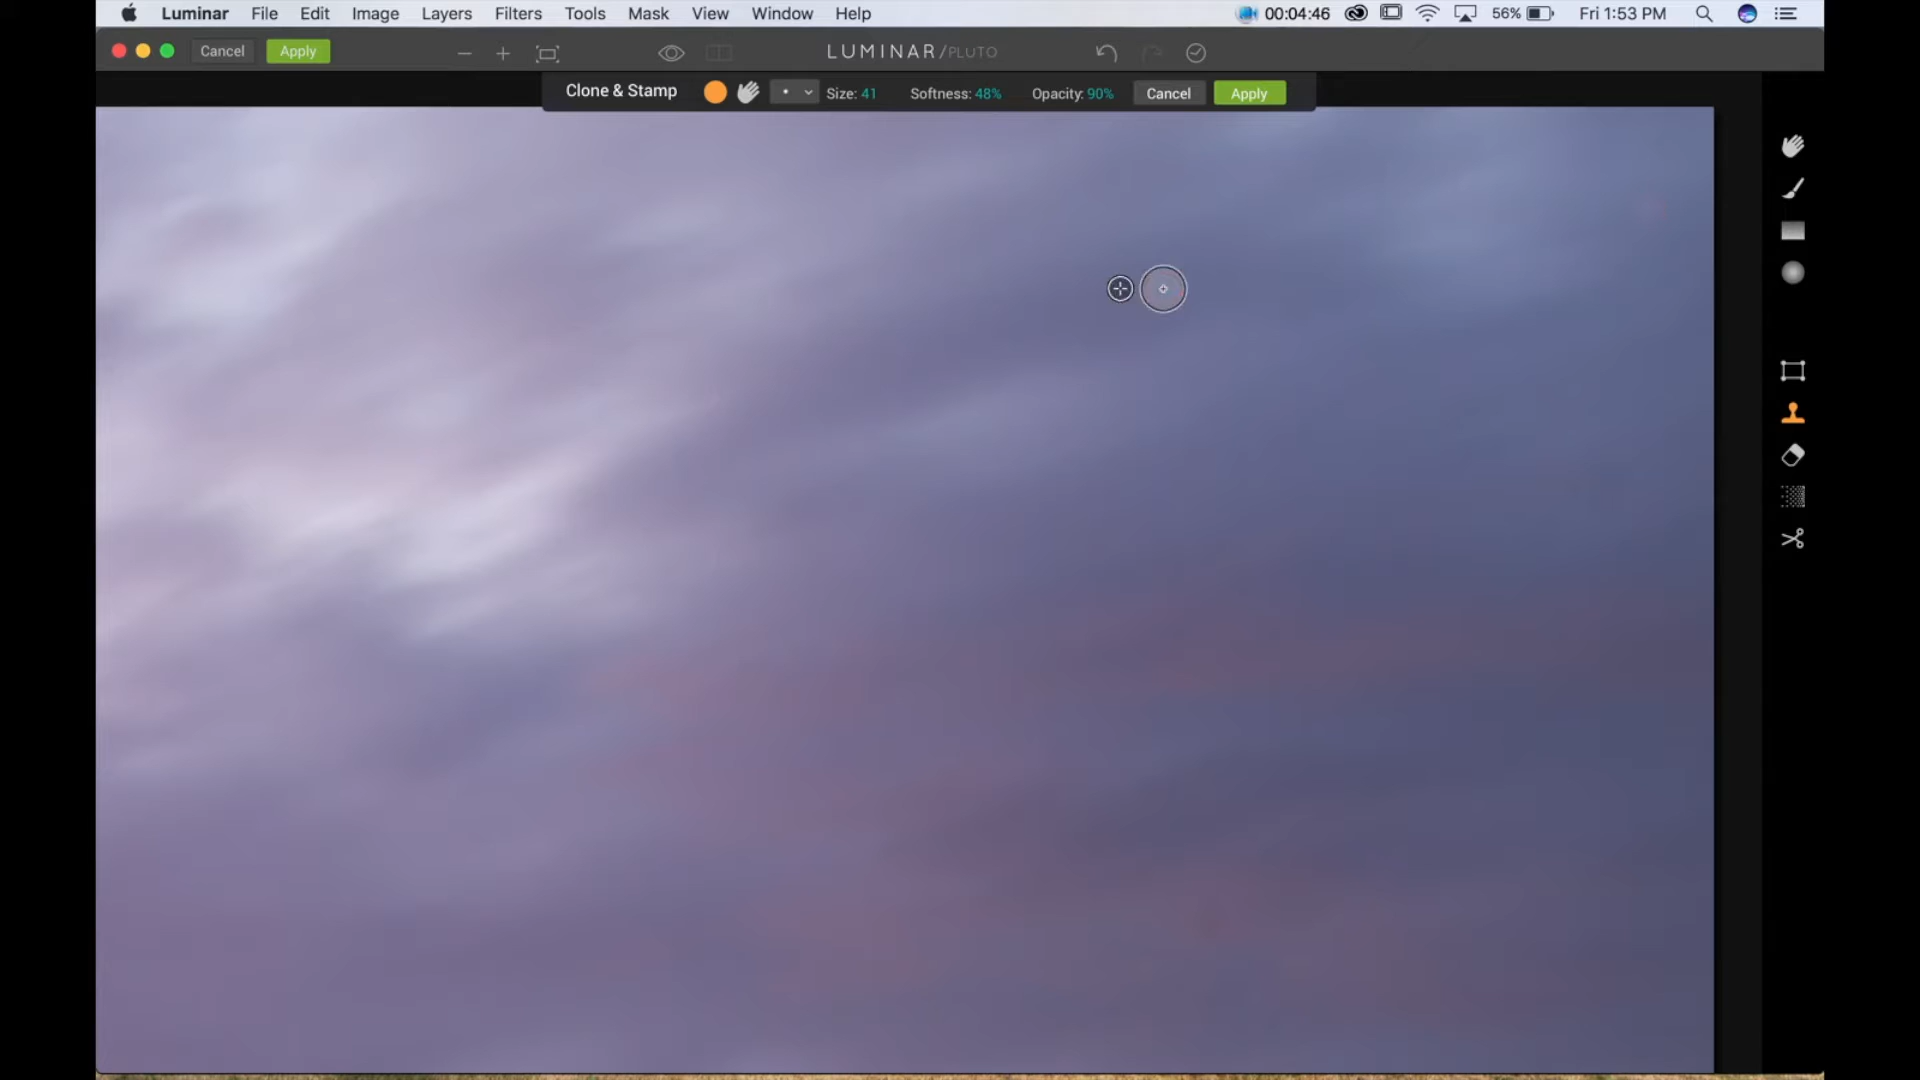 Luminar File Edit Image Layers Filters Tools Mask View Window Help 00:04:46 56% Fri 1:53 PM
Cancel Apply LUMINAR/PLUTO
Clone & Stamp Size: 41 Softness: 48% Opacity: 90% Cancel Apply